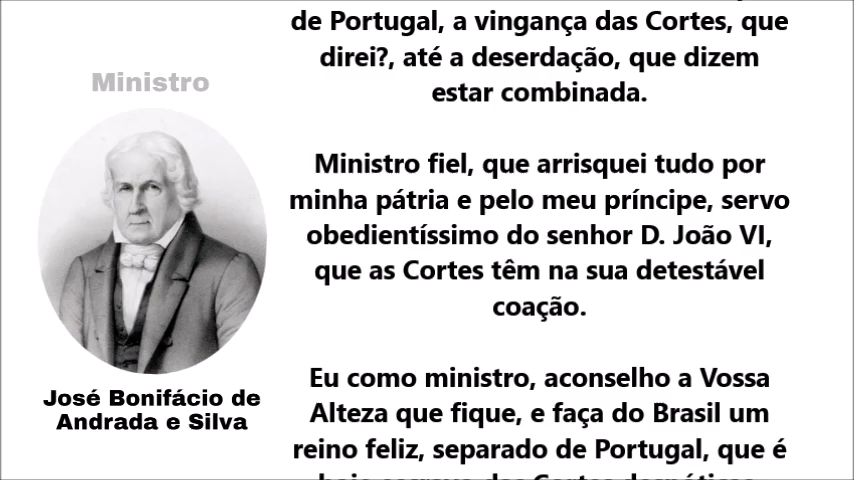 de Portugal, a vingança das Cortes, que
direi?, até a deserdação, que dizem
estar combinada.
Ministro
Ministro fiel, que arrisquei tudo por
minha pátria e pelo meu príncipe, servo
obedientíssimo do senhor D. João VI,
que as Cortes têm na sua detestável
coação.
Eu como ministro, aconselho a Vossa
Alteza que fique, e faça do Brasil um
reino feliz, separado de Portugal, que é
José Bonifácio de
Andrada e Silva